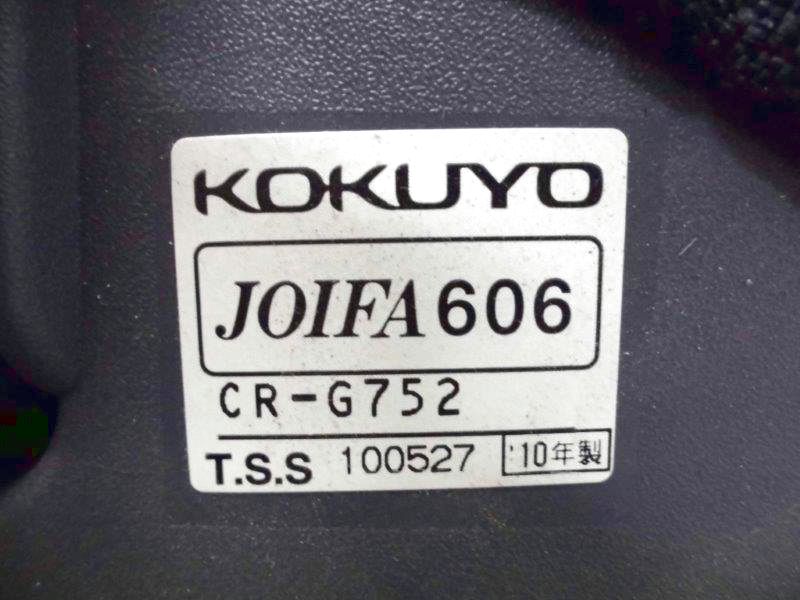 KOKUYO
JOIFA 606
CR-G752
T.S.S 100527 '10年製